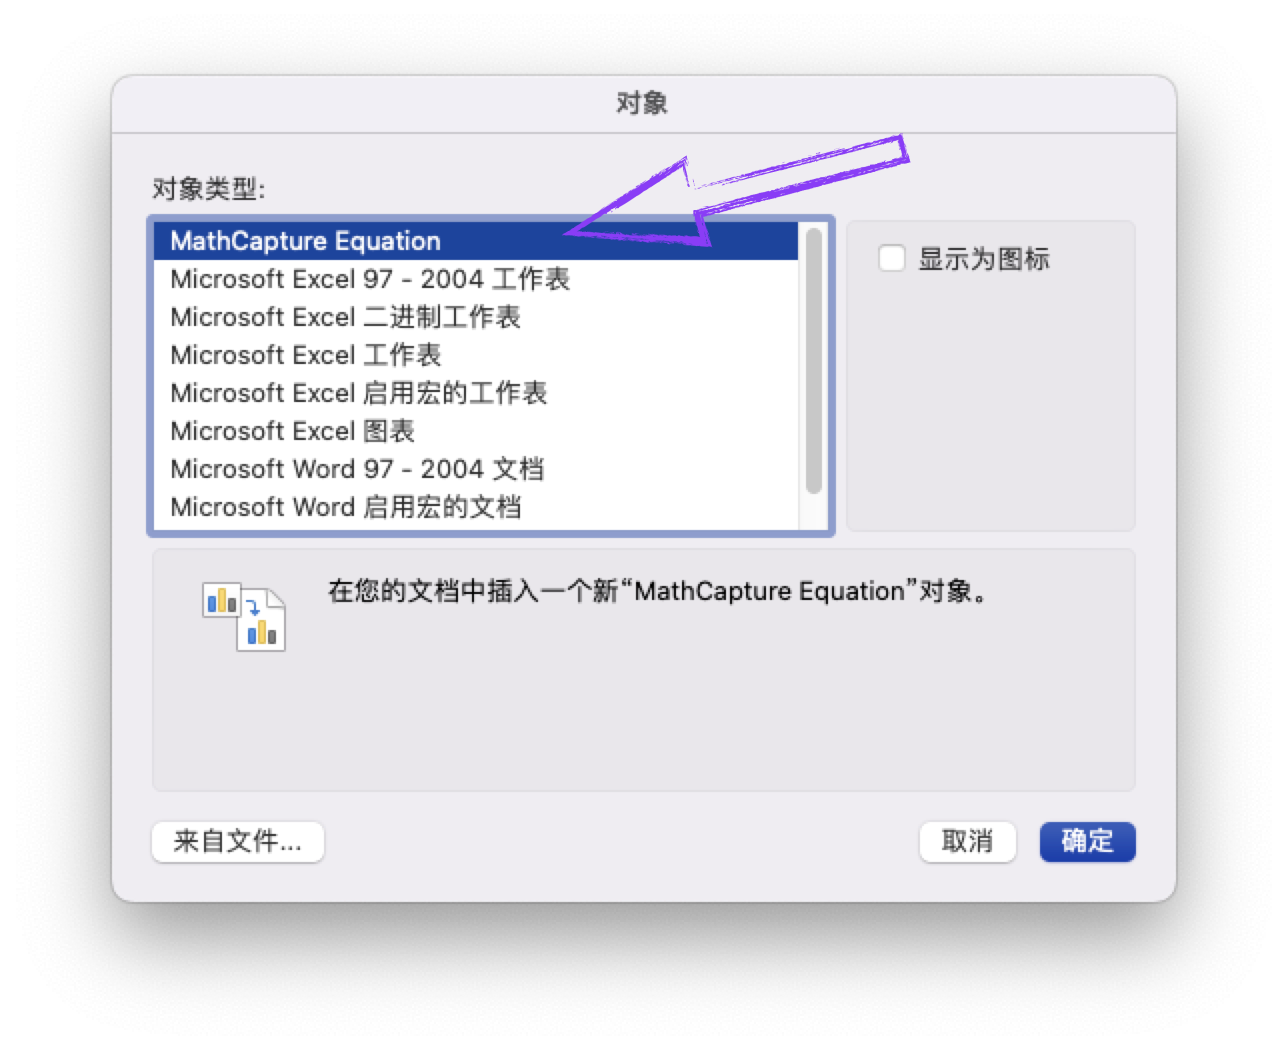 对象
对象类型:
MathCapture Equation
Microsoft Excel 97 - 2004 工作表
Microsoft Excel 二进制工作表
Microsoft Excel 工作表
Microsoft Excel 启用宏的工作表
Microsoft Excel 图表
Microsoft Word 97 - 2004 文档
Microsoft Word 启用宏的文档
显示为图标
在您的文档中插入一个新“MathCapture Equation”对象。
来自文件...
取消
确定